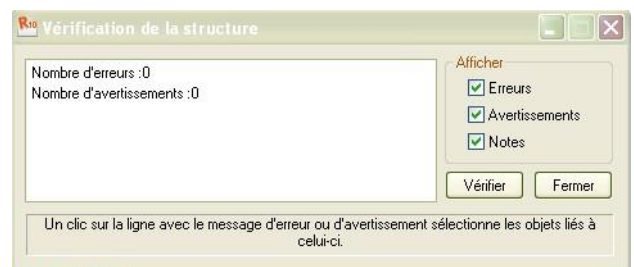 R10 Vérification de la structure
Nombre d'erreurs :0
Nombre d'avertissements :0
Afficher
Erreurs
Avertissements
Notes
Vérifier
Fermer
Un clic sur la ligne avec le message d'erreur ou d'avertissement sélectionne les objets liés à
celui-ci.